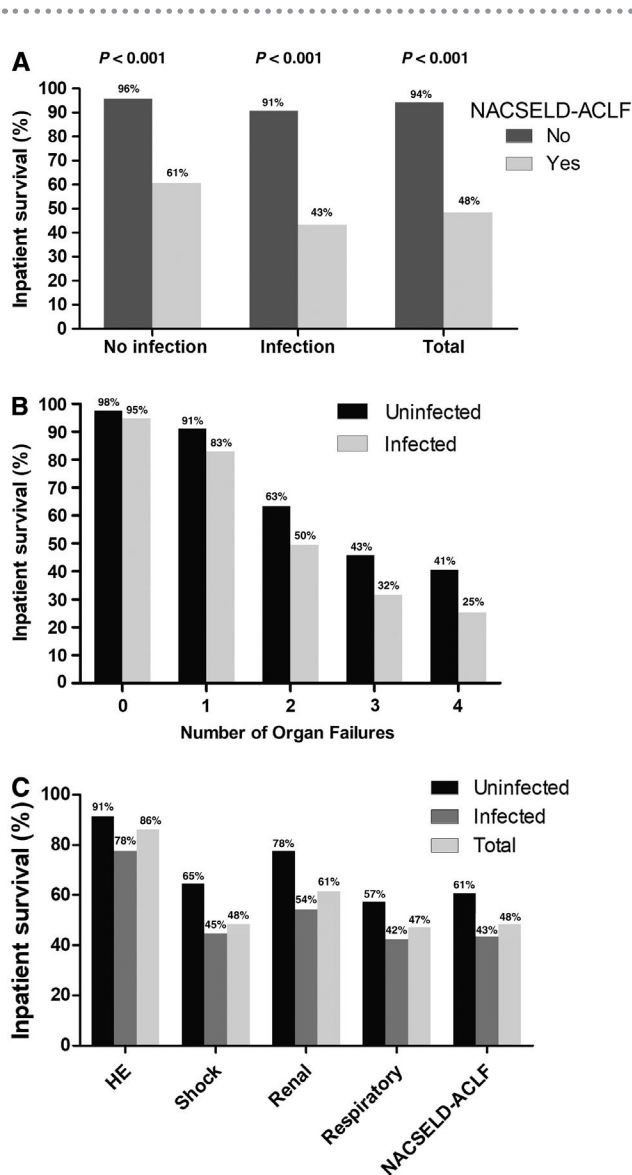 A
P < 0.001 P < 0.001 P < 0.001
Inpatient survival (%)
100
90
80
70
60
50
40
30
20
10
0
96% 61% 91% 43% 94% 48%
No infection Infection Total
NACSELD-ACLF
No
Yes
B
Inpatient survival (%)
100
90
80
70
60
50
40
30
20
10
0
98% 95% 91% 83% 63% 50% 43% 32% 41% 25%
Uninfected
Infected
0 1 2 3 4
Number of Organ Failures
C
Inpatient survival (%)
100
80
60
40
20
0
91% 78% 86% 65% 45% 48% 78% 54% 61% 57% 42% 47% 61% 43% 48%
Uninfected
Infected
Total
HE
Shock
Renal
Respiratory
NACSELD-ACLF